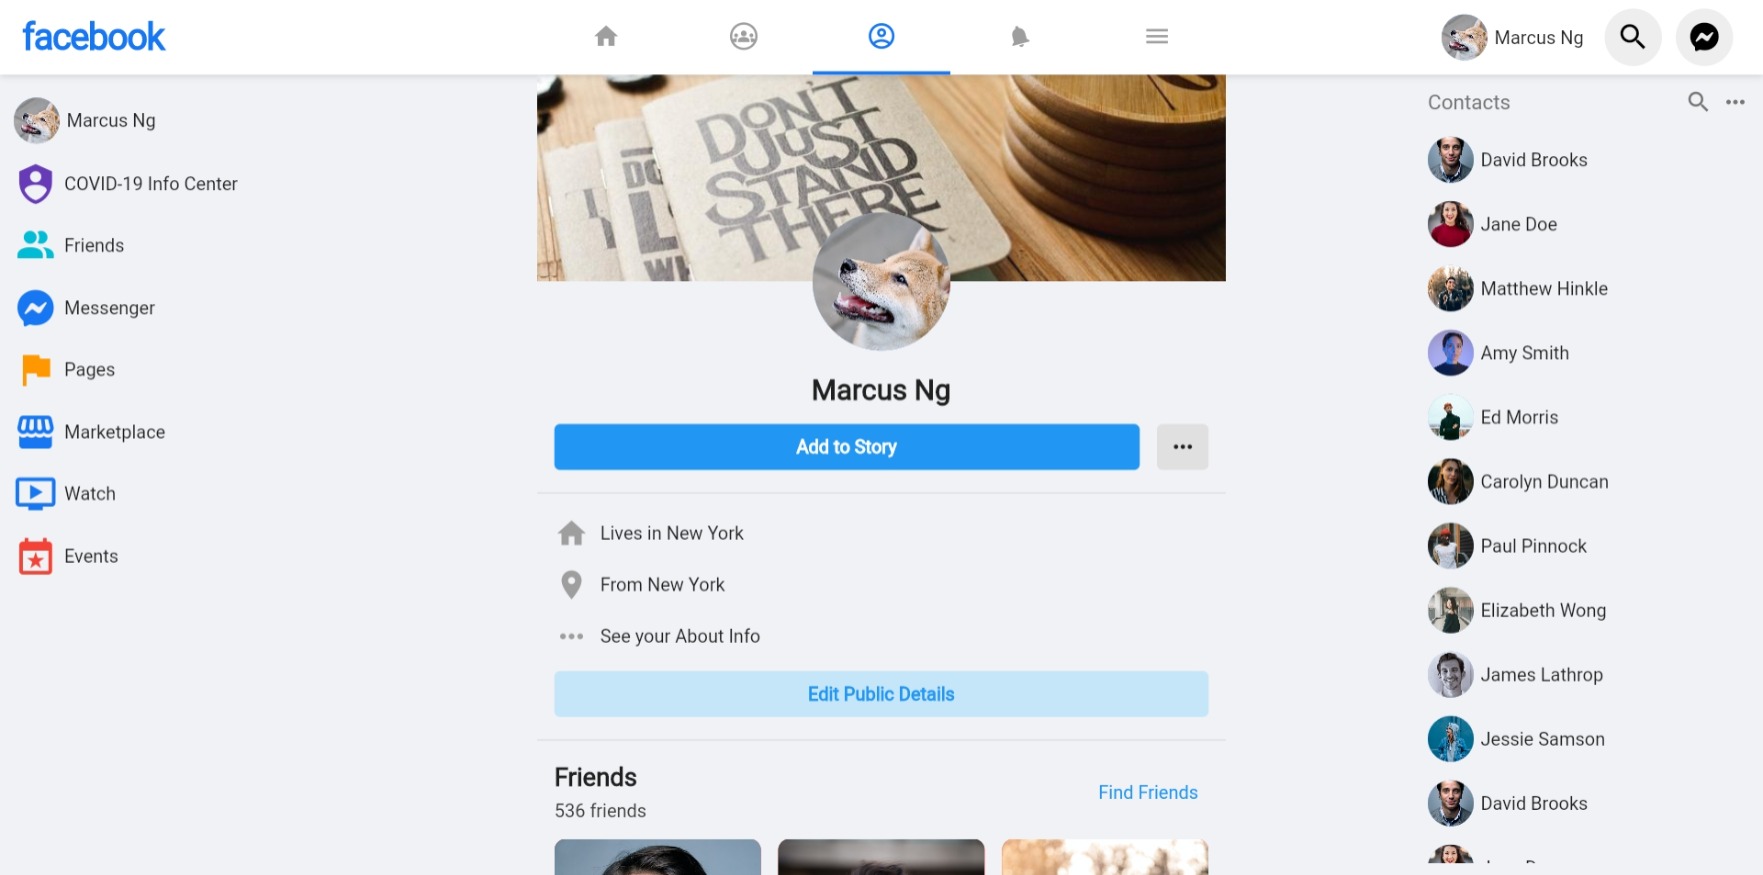 facebook
Marcus Ng
Marcus Ng
COVID-19 Info Center
Friends
Messenger
Pages
Marketplace
Watch
Events
DON'T
JUST
STAND
THERE
Marcus Ng
Add to Story
Lives in New York
From New York
See your About Info
Edit Public Details
Friends
536 friends
Find Friends
Contacts
David Brooks
Jane Doe
Matthew Hinkle
Amy Smith
Ed Morris
Carolyn Duncan
Paul Pinnock
Elizabeth Wong
James Lathrop
Jessie Samson
David Brooks